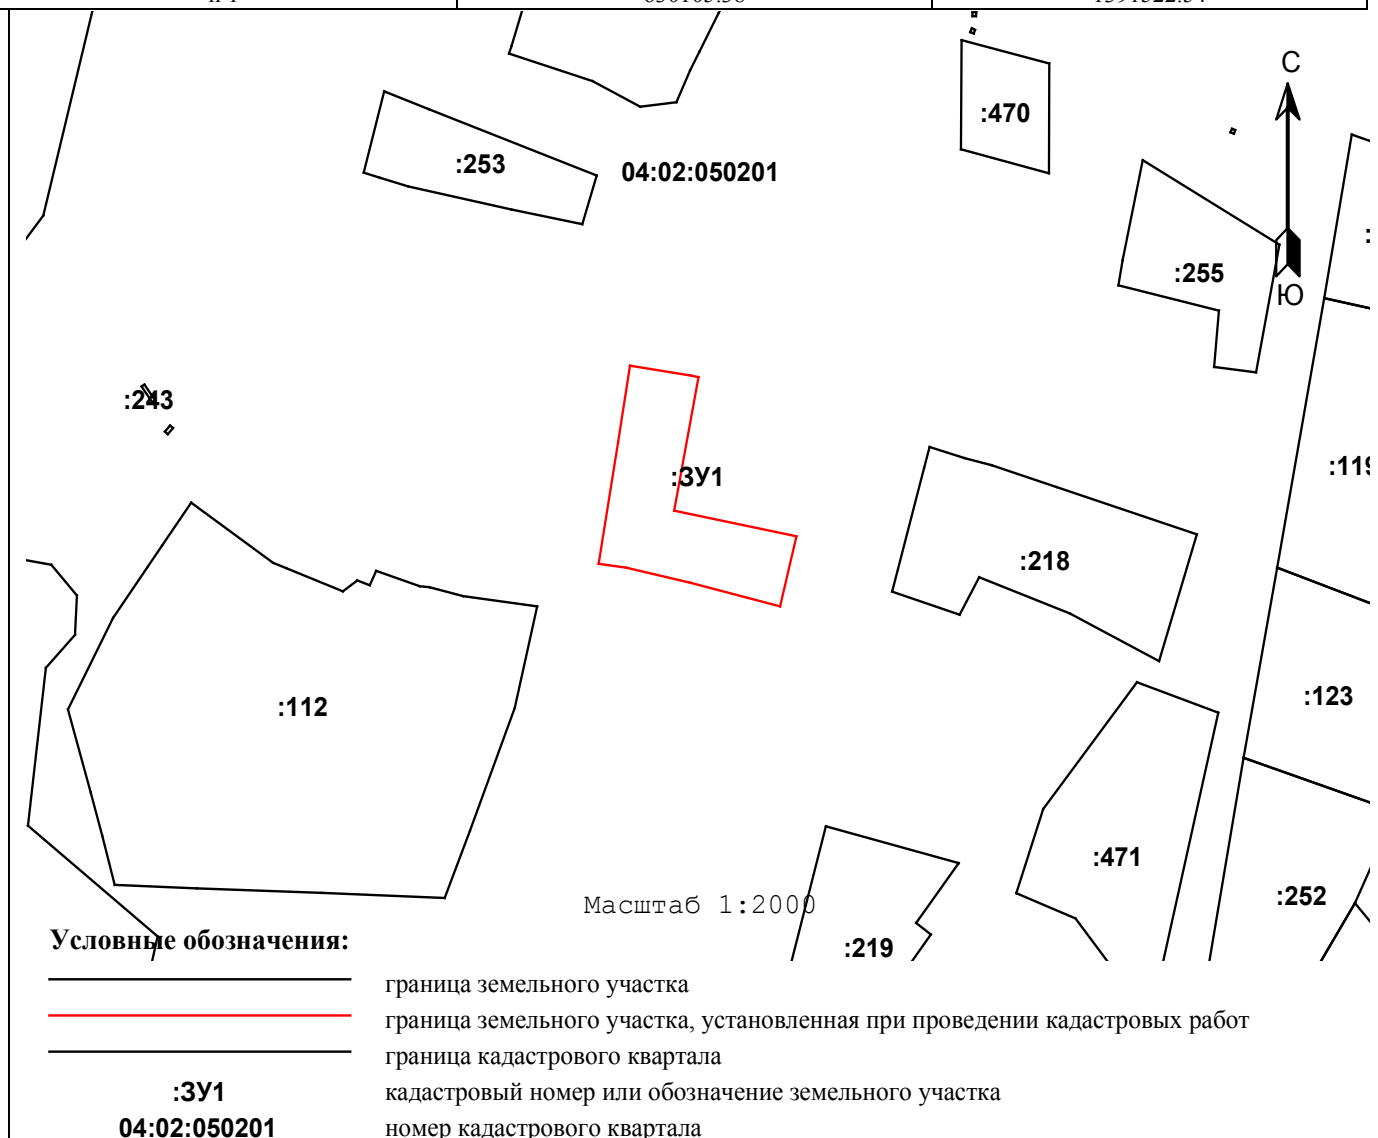 С
:470
:253
04:02:050201
:255
Ю
:243
:119
:ЗУ1
:218
:123
:112
:471
:252
Масштаб 1:2000
:219
Условные обозначения:
граница земельного участка
граница земельного участка, установленная при проведении кадастровых работ
граница кадастрового квартала
:ЗУ1 кадастровый номер или обозначение земельного участка
04:02:050201 номер кадастрового квартала